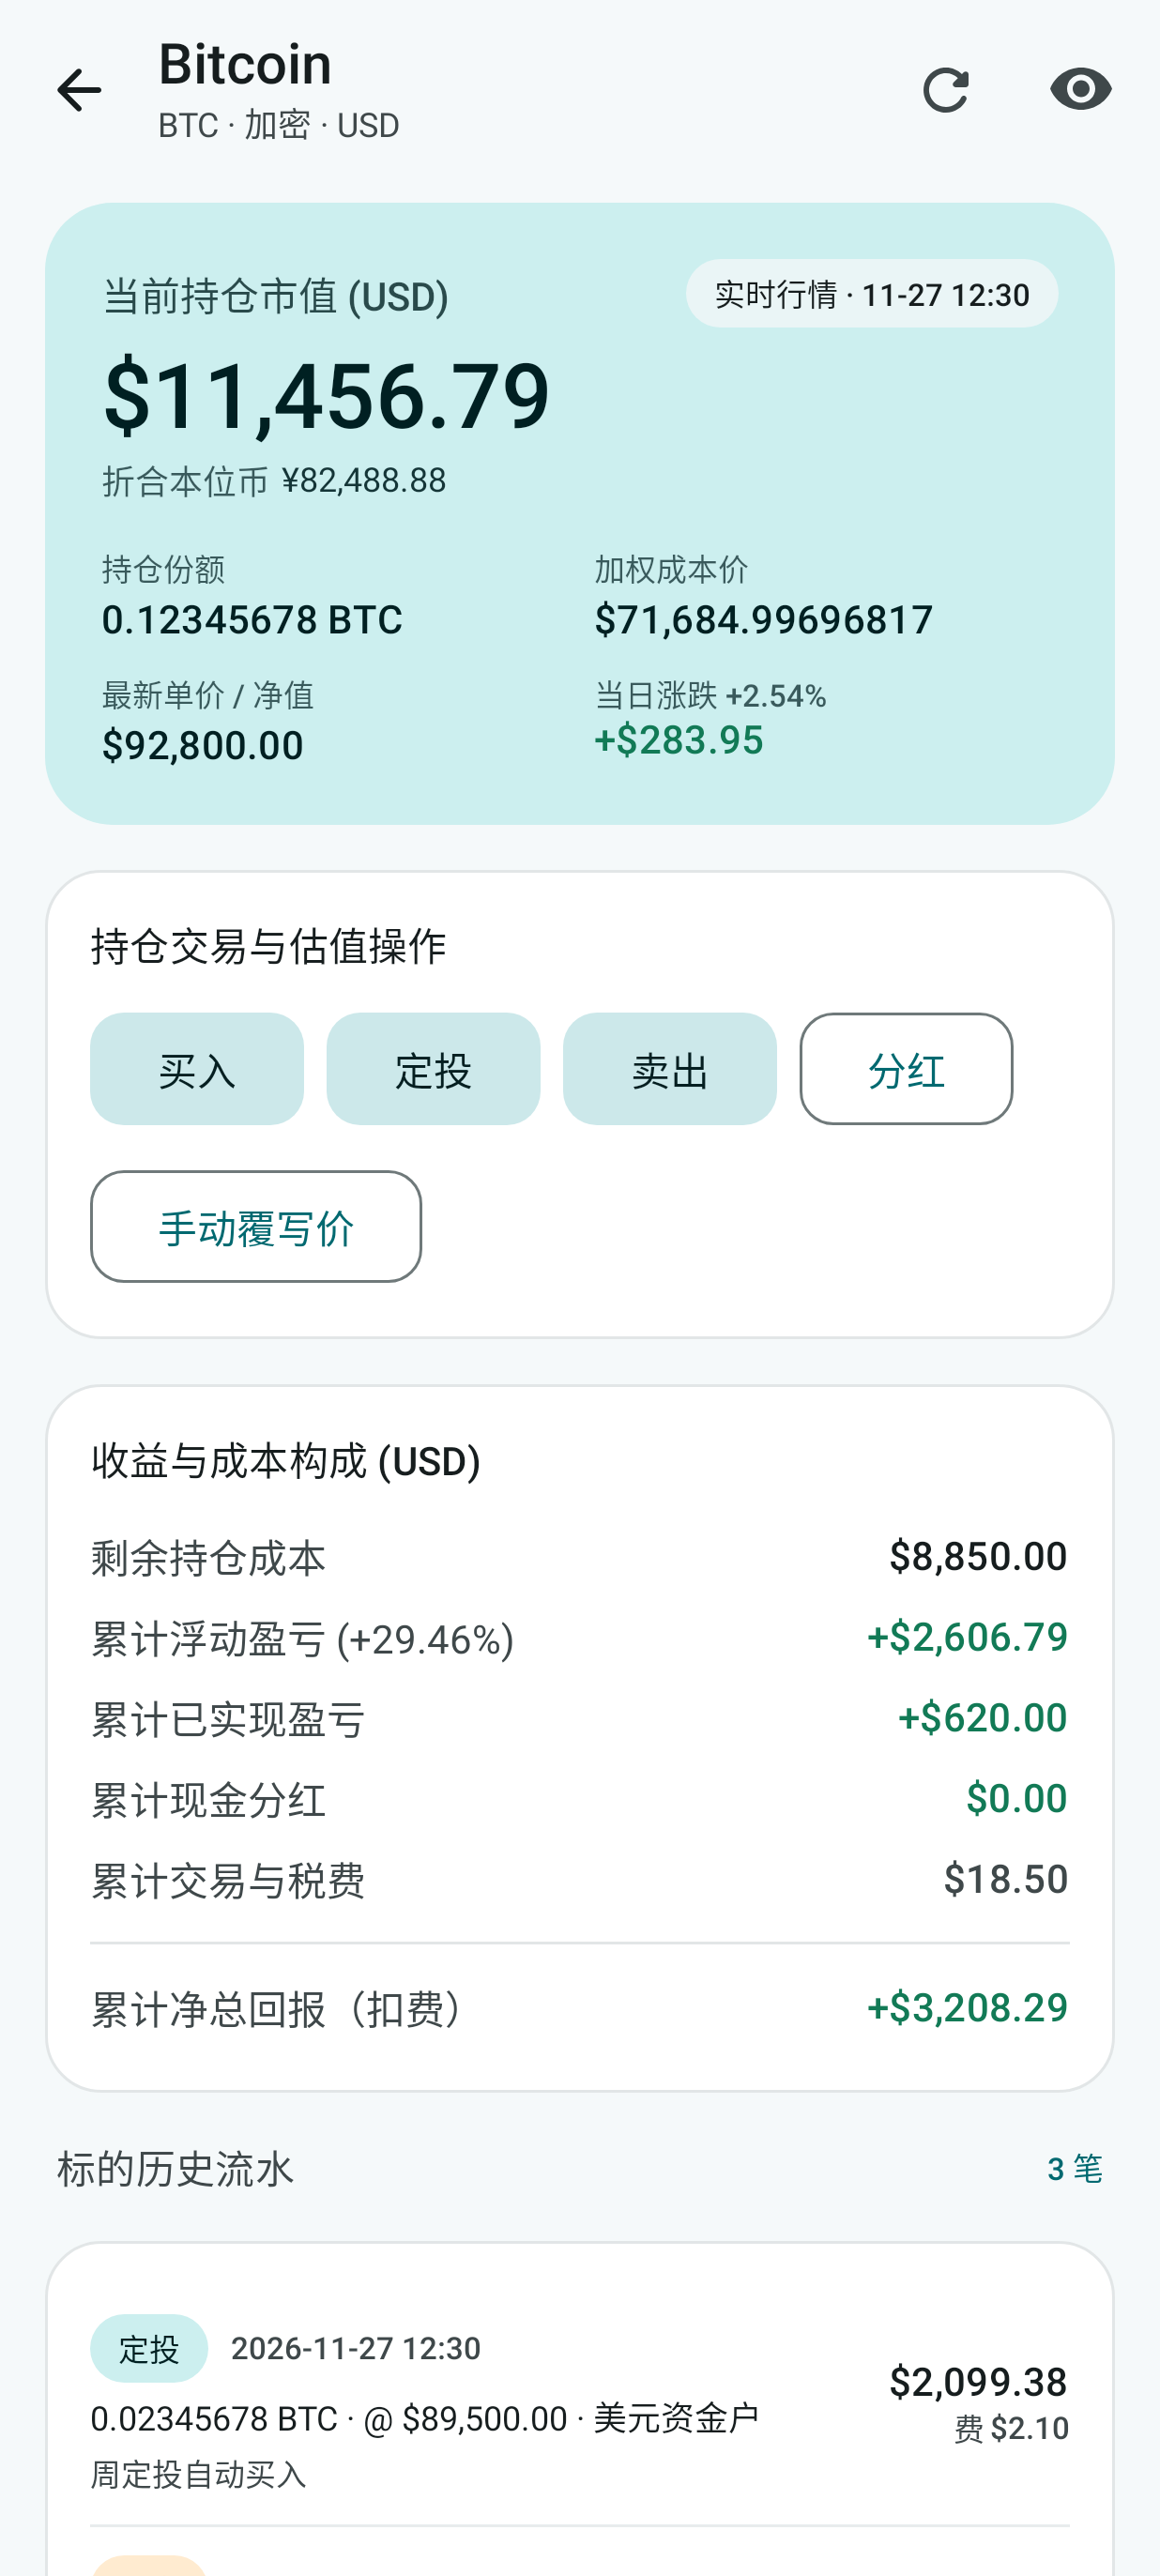 Bitcoin
BTC · 加密 · USD
当前持仓市值 (USD)
实时行情 · 11-27 12:30
$11,456.79
折合本位币 ¥82,488.88
持仓份额
加权成本价
0.12345678 BTC
$71,684.99696817
最新单价 / 净值
当日涨跌 +2.54%
$92,800.00
+$283.95
持仓交易与估值操作
买入
定投
卖出
分红
手动覆写价
收益与成本构成 (USD)
剩余持仓成本
$8,850.00
累计浮动盈亏 (+29.46%)
+$2,606.79
累计已实现盈亏
+$620.00
累计现金分红
$0.00
累计交易与税费
$18.50
累计净总回报（扣费）
+$3,208.29
标的历史流水
3 笔
定投
2026-11-27 12:30
$2,099.38
0.02345678 BTC · @ $89,500.00 · 美元资金户
费 $2.10
周定投自动买入